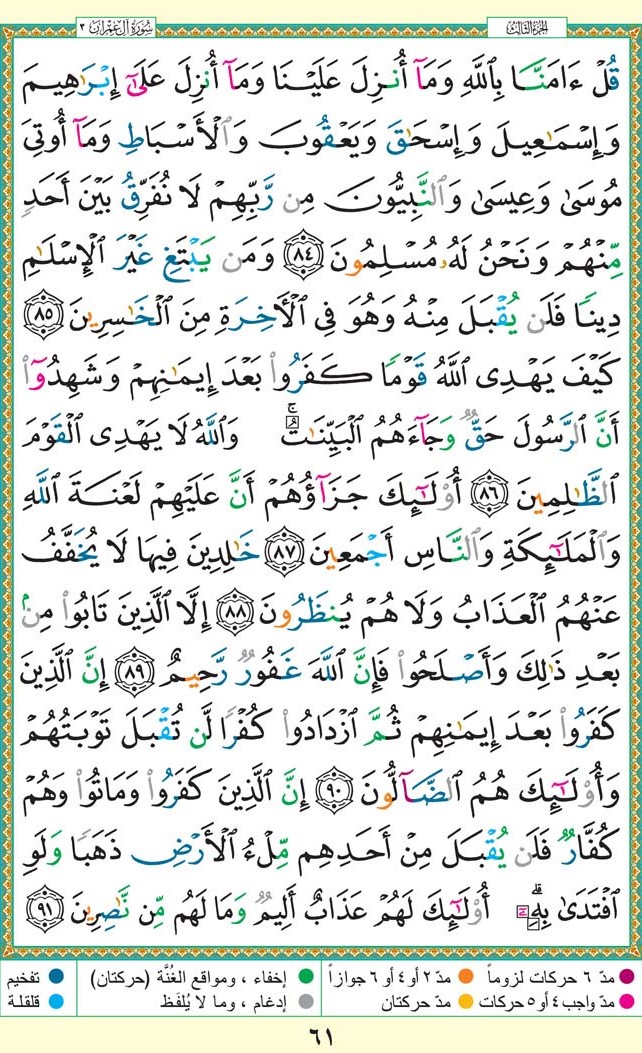 الجزء الثالث
سورة آل عمران ٣
قُلْ ءَامَنَّا بِٱللَّهِ وَمَآ أُنزِلَ عَلَيْنَا وَمَآ أُنزِلَ عَلَىٰٓ إِبْرَٰهِيمَ
وَإِسْمَٰعِيلَ وَإِسْحَٰقَ وَيَعْقُوبَ وَٱلْأَسْبَاطِ وَمَآ أُوتِىَ
مُوسَىٰ وَعِيسَىٰ وَٱلنَّبِيُّونَ مِن رَّبِّهِمْ لَا نُفَرِّقُ بَيْنَ أَحَدٍ
مِّنْهُمْ وَنَحْنُ لَهُۥ مُسْلِمُونَ ٨٤ وَمَن يَبْتَغِ غَيْرَ ٱلْإِسْلَٰمِ
دِينًا فَلَن يُقْبَلَ مِنْهُ وَهُوَ فِى ٱلْأَخِرَةِ مِنَ ٱلْخَٰسِرِينَ ٨٥
كَيْفَ يَهْدِى ٱللَّهُ قَوْمًا كَفَرُوا۟ بَعْدَ إِيمَٰنِهِمْ وَشَهِدُوٓا۟
أَنَّ ٱلرَّسُولَ حَقٌّ وَجَآءَهُمُ ٱلْبَيِّنَٰتُ ۚ وَٱللَّهُ لَا يَهْدِى ٱلْقَوْمَ
ٱلظَّٰلِمِينَ ٨٦ أُو۟لَٰٓئِكَ جَزَآؤُهُمْ أَنَّ عَلَيْهِمْ لَعْنَةَ ٱللَّهِ
وَٱلْمَلَٰٓئِكَةِ وَٱلنَّاسِ أَجْمَعِينَ ٨٧ خَٰلِدِينَ فِيهَا لَا يُخَفَّفُ
عَنْهُمُ ٱلْعَذَابُ وَلَا هُمْ يُنظَرُونَ ٨٨ إِلَّا ٱلَّذِينَ تَابُوا۟ مِنۢ
بَعْدِ ذَٰلِكَ وَأَصْلَحُوا۟ فَإِنَّ ٱللَّهَ غَفُورٌ رَّحِيمٌ ٨٩ إِنَّ ٱلَّذِينَ
كَفَرُوا۟ بَعْدَ إِيمَٰنِهِمْ ثُمَّ ٱزْدَادُوا۟ كُفْرًا لَّن تُقْبَلَ تَوْبَتُهُمْ
وَأُو۟لَٰٓئِكَ هُمُ ٱلضَّآلُّونَ ٩٠ إِنَّ ٱلَّذِينَ كَفَرُوا۟ وَمَاتُوا۟ وَهُمْ
كُفَّارٌ فَلَن يُقْبَلَ مِنْ أَحَدِهِم مِّلْءُ ٱلْأَرْضِ ذَهَبًا وَلَوِ
ٱفْتَدَىٰ بِهِۦٓ ۗ أُو۟لَٰٓئِكَ لَهُمْ عَذَابٌ أَلِيمٌ وَمَا لَهُم مِّن نَّٰصِرِينَ ٩١
مدّ ٦ حركات لزوماً مدّ ٢ أو ٤ أو ٦ جوازاً إخفاء ، ومواقع الغُنَّة (حركتان) تفخيم
مدّ واجب ٤ أو ٥ حركات مدّ حركتان إدغام ، وما لا يُلفَظ قلقلة
٦١